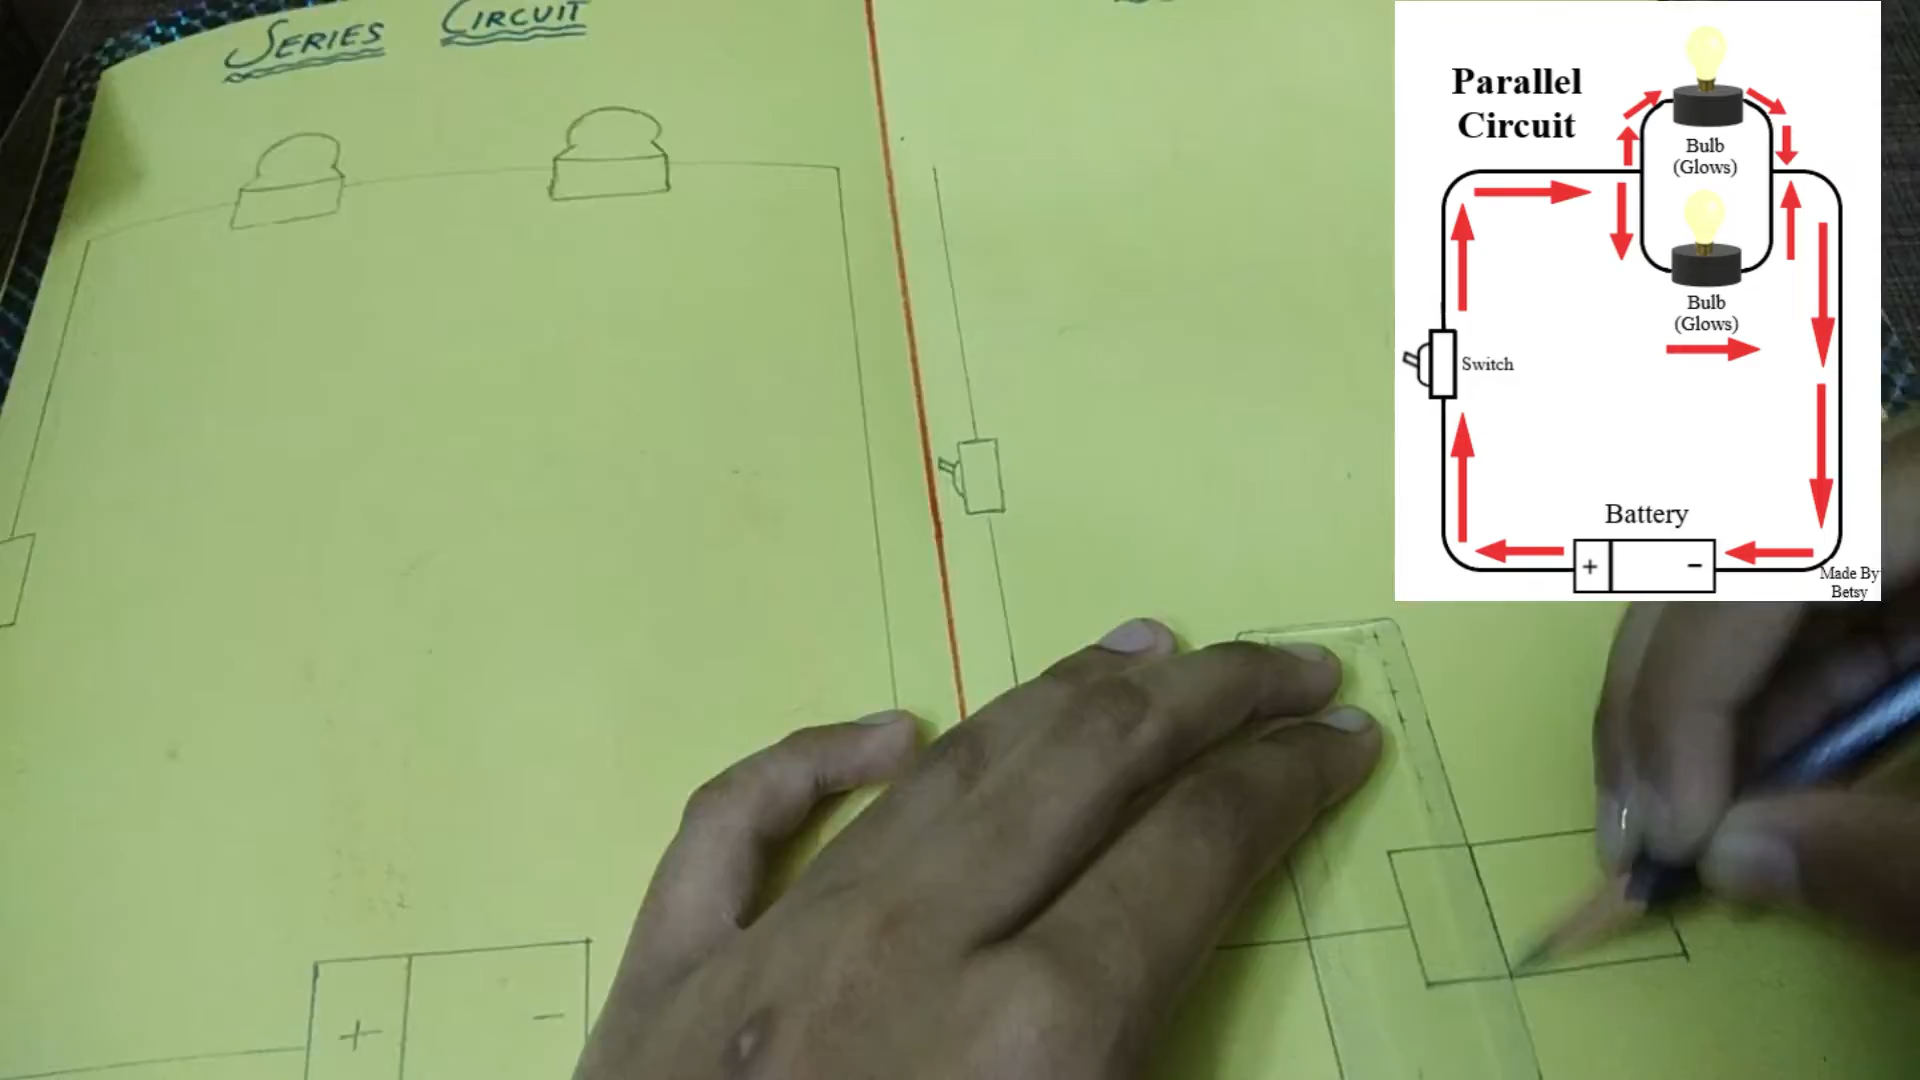 SERIES CIRCUIT
+ -
Parallel
Circuit
Bulb
(Glows)
Bulb
(Glows)
Switch
Battery
+ -
Made By
Betsy